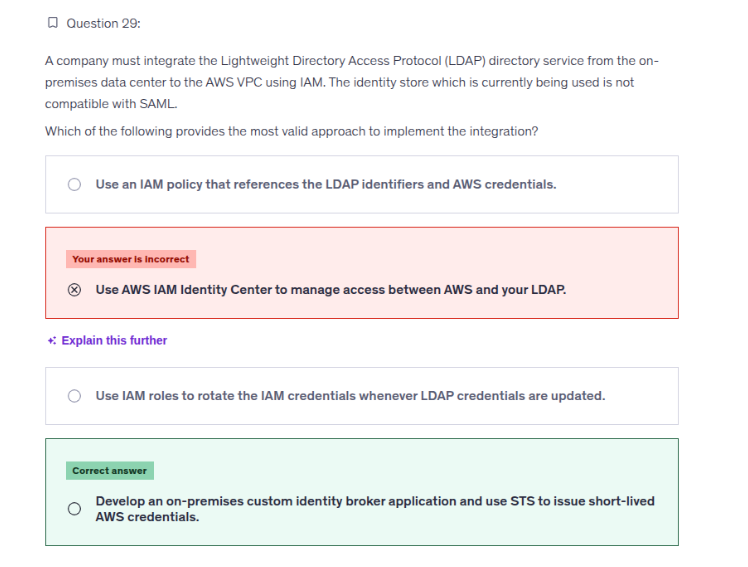 Question 29:
A company must integrate the Lightweight Directory Access Protocol (LDAP) directory service from the on-
premises data center to the AWS VPC using IAM. The identity store which is currently being used is not
compatible with SAML.
Which of the following provides the most valid approach to implement the integration?
Use an IAM policy that references the LDAP identifiers and AWS credentials.
Your answer is incorrect
Use AWS IAM Identity Center to manage access between AWS and your LDAP.
Explain this further
Use IAM roles to rotate the IAM credentials whenever LDAP credentials are updated.
Correct answer
Develop an on-premises custom identity broker application and use STS to issue short-lived
AWS credentials.